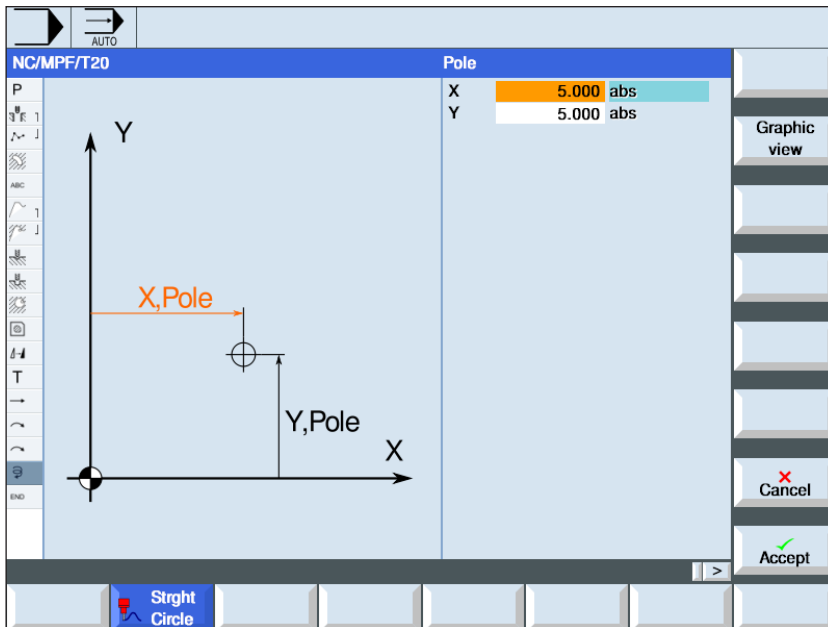 AUTO
NC/MPF/T20
Pole
X 5.000 abs
Y 5.000 abs
Graphic
view
P
ABC
T
END
Y
X,Pole
Y,Pole
X
Cancel
Accept
>
Strght
Circle